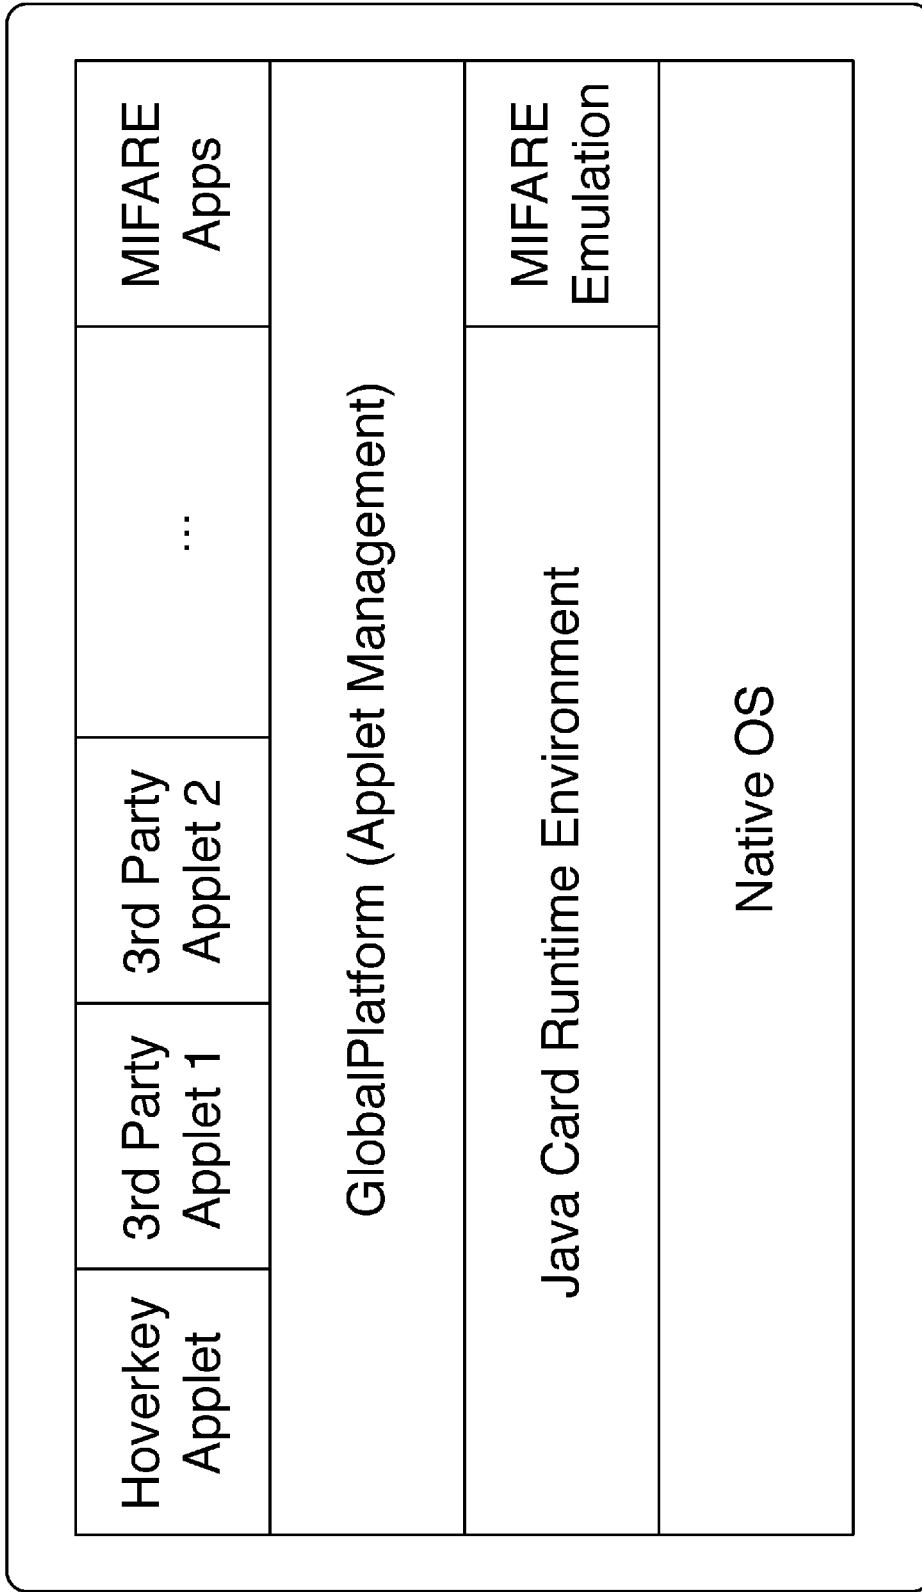 Hoverkey
Applet
3rd Party
Applet 1
3rd Party
Applet 2
...
MIFARE
Apps
GlobalPlatform (Applet Management)
Java Card Runtime Environment
MIFARE
Emulation
Native OS